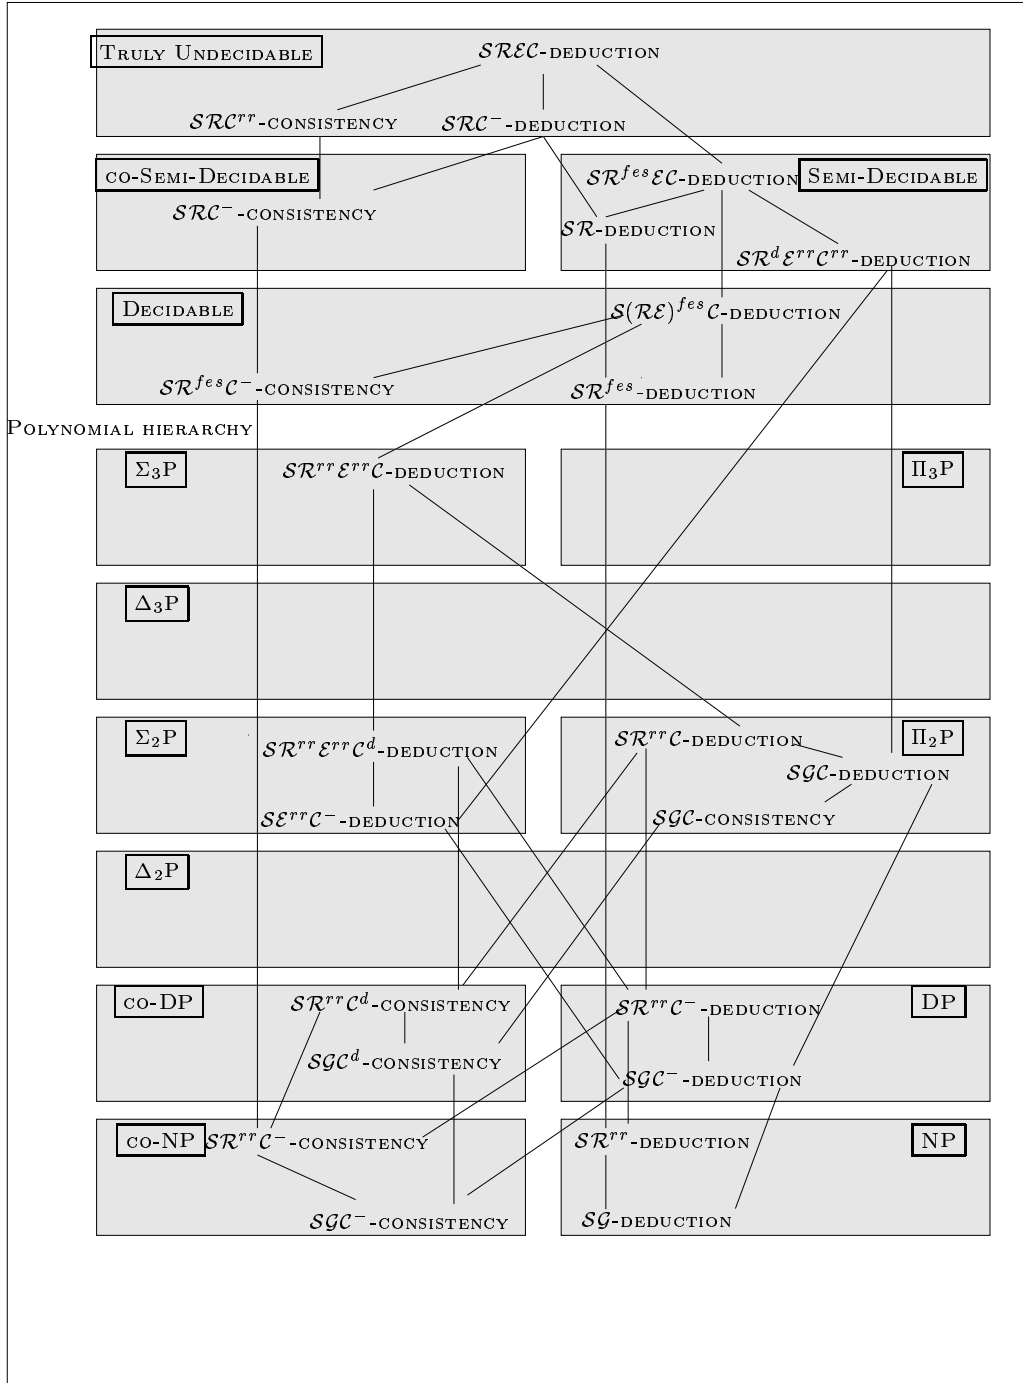 TRULY UNDECIDABLE
SREC-DEDUCTION
SRC^{rr}-CONSISTENCY
SRC^−-DEDUCTION
CO-SEMI-DECIDABLE
SR^{fes}EC-DEDUCTION
SEMI-DECIDABLE
SRC^−-CONSISTENCY
SR-DEDUCTION
SR^dE^{rr}C^{rr}-DEDUCTION
DECIDABLE
S(RE)^{fes}C-DEDUCTION
SR^{fes}C^−-CONSISTENCY
SR^{fes}-DEDUCTION
POLYNOMIAL HIERARCHY
Σ₃P
SR^{rr}E^{rr}C-DEDUCTION
Π₃P
Δ₃P
Σ₂P
SR^{rr}E^{rr}C^d-DEDUCTION
SR^{rr}C-DEDUCTION
Π₂P
SGC-DEDUCTION
SE^{rr}C^−-DEDUCTION
SGC-CONSISTENCY
Δ₂P
CO-DP
SR^{rr}C^d-CONSISTENCY
SR^{rr}C^−-DEDUCTION
DP
SGC^d-CONSISTENCY
SGC^−-DEDUCTION
CO-NP
SR^{rr}C^−-CONSISTENCY
SR^{rr}-DEDUCTION
NP
SGC^−-CONSISTENCY
SG-DEDUCTION